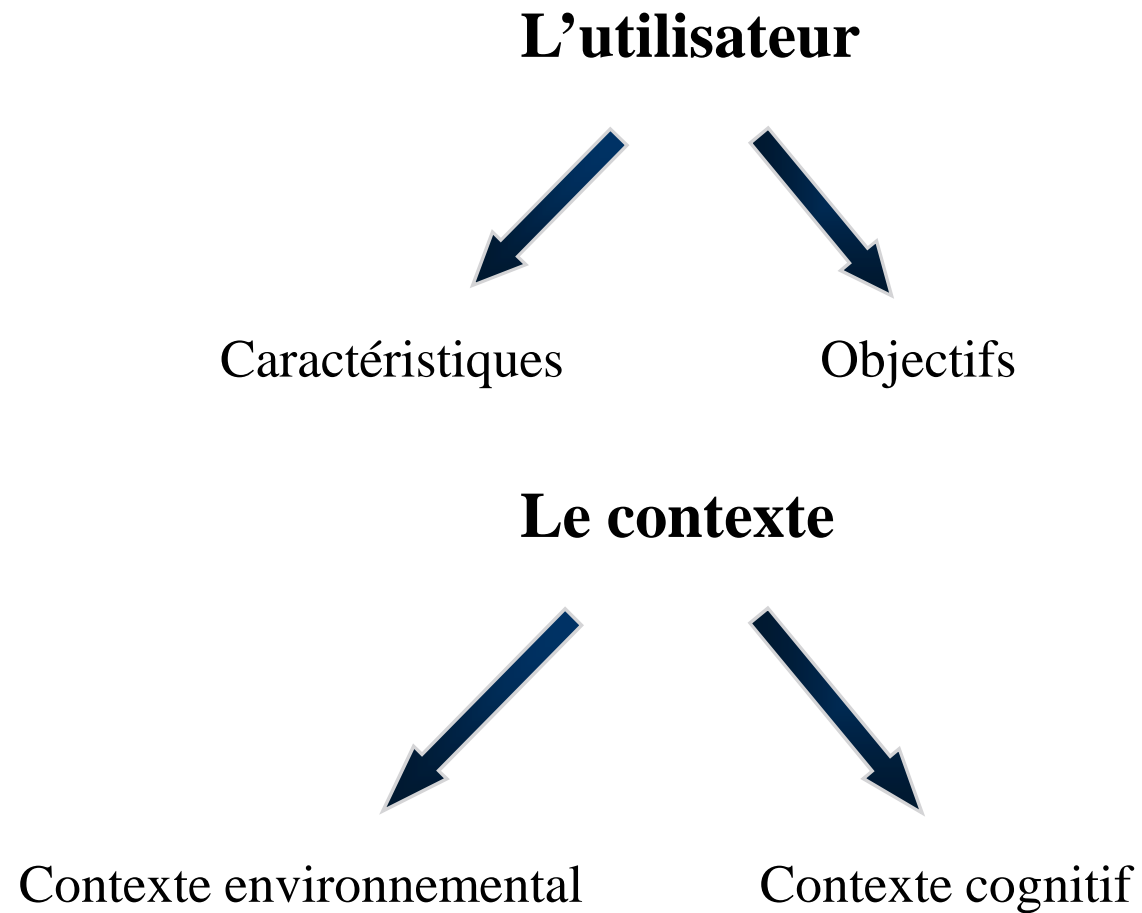 L’utilisateur
Caractéristiques Objectifs
Le contexte
Contexte environnemental Contexte cognitif